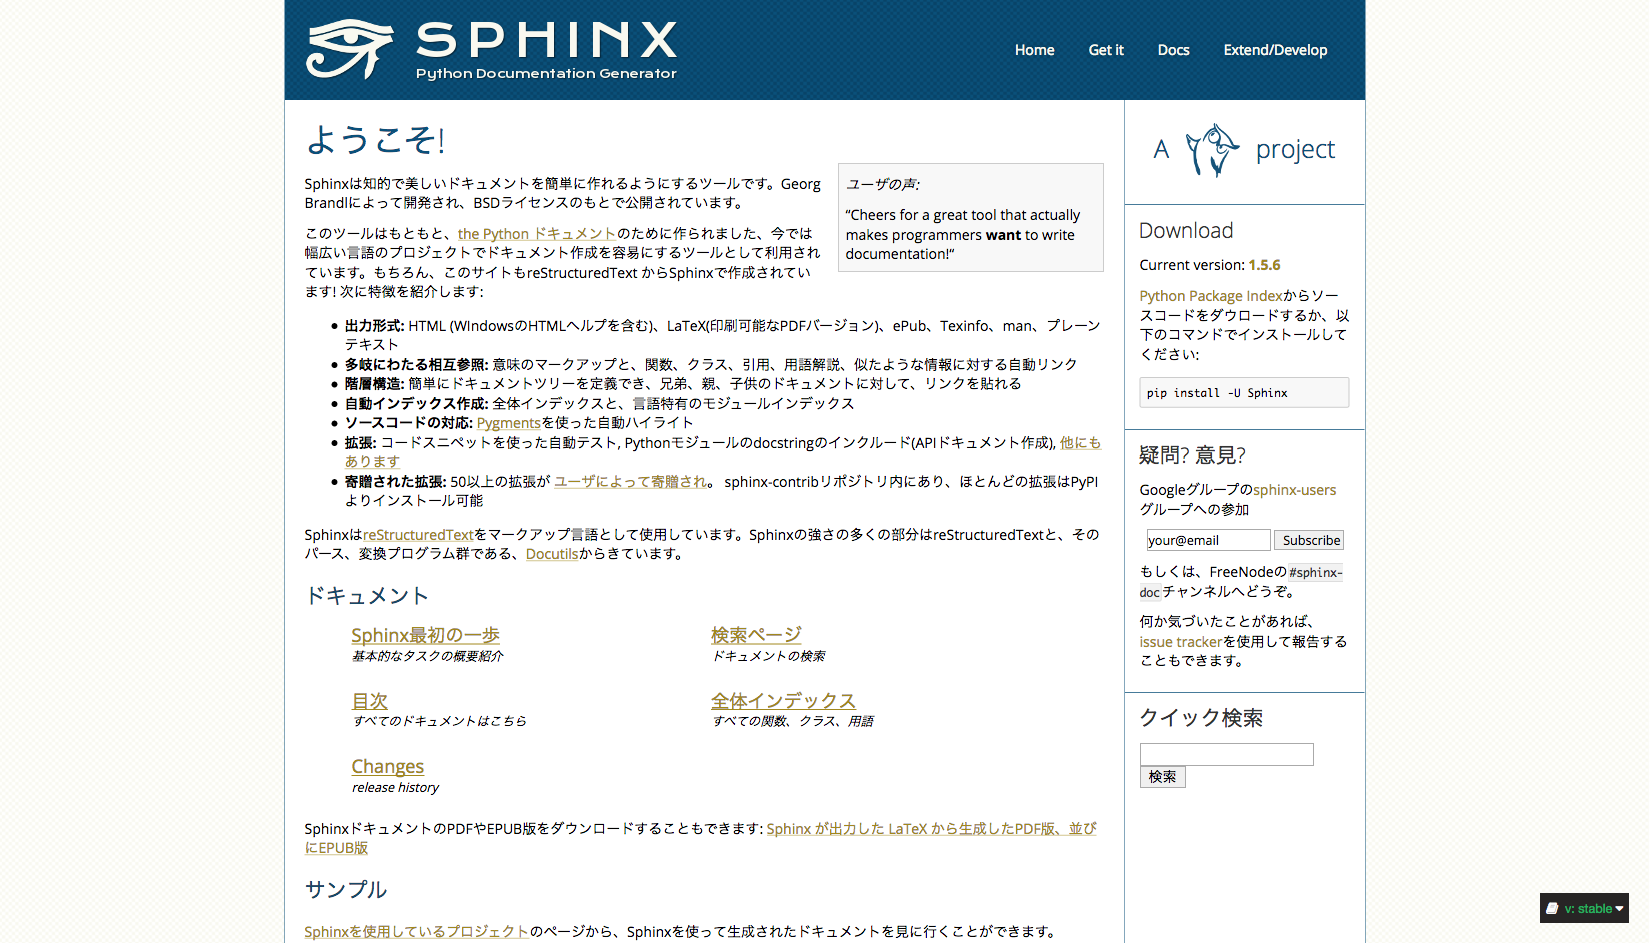 SPHINX
Python Documentation Generator
Home
Get it
Docs
Extend/Develop
ようこそ!
Sphinxは知的で美しいドキュメントを簡単に作れるようにするツールです。Georg
Brandlによって開発され、BSDライセンスのもとで公開されています。
ユーザの声:
“Cheers for a great tool that actually
makes programmers want to write
documentation!“
このツールはもともと、the Python ドキュメントのために作られました、今では
幅広い言語のプロジェクトでドキュメント作成を容易にするツールとして利用され
ています。もちろん、このサイトもreStructuredText からSphinxで作成されてい
ます! 次に特徴を紹介します:
● 出力形式: HTML (WIndowsのHTMLヘルプを含む)、LaTeX(印刷可能なPDFバージョン)、ePub、Texinfo、man、プレーン
テキスト
● 多岐にわたる相互参照: 意味のマークアップと、関数、クラス、引用、用語解説、似たような情報に対する自動リンク
● 階層構造: 簡単にドキュメントツリーを定義でき、兄弟、親、子供のドキュメントに対して、リンクを貼れる
● 自動インデックス作成: 全体インデックスと、言語特有のモジュールインデックス
● ソースコードの対応: Pygmentsを使った自動ハイライト
● 拡張: コードスニペットを使った自動テスト, Pythonモジュールのdocstringのインクルード(APIドキュメント作成), 他にも
あります
● 寄贈された拡張: 50以上の拡張が ユーザによって寄贈され。 sphinx-contribリポジトリ内にあり、ほとんどの拡張はPyPI
よりインストール可能
SphinxはreStructuredTextをマークアップ言語として使用しています。Sphinxの強さの多くの部分はreStructuredTextと、その
パース、変換プログラム群である、Docutilsからきています。
ドキュメント
Sphinx最初の一歩
基本的なタスクの概要紹介
検索ページ
ドキュメントの検索
目次
すべてのドキュメントはこちら
全体インデックス
すべての関数、クラス、用語
Changes
release history
SphinxドキュメントのPDFやEPUB版をダウンロードすることもできます: Sphinx が出力した LaTeX から生成したPDF版、並び
にEPUB版
サンプル
Sphinxを使用しているプロジェクトのページから、Sphinxを使って生成されたドキュメントを見に行くことができます。
A project
Download
Current version: 1.5.6
Python Package Indexからソー
スコードをダウロードするか、以
下のコマンドでインストールして
ください:
pip install -U Sphinx
疑問? 意見?
Googleグループのsphinx-users
グループへの参加
your@email
Subscribe
もしくは、FreeNodeの#sphinx-
docチャンネルへどうぞ。
何か気づいたことがあれば、
issue trackerを使用して報告する
こともできます。
クイック検索
検索
v: stable